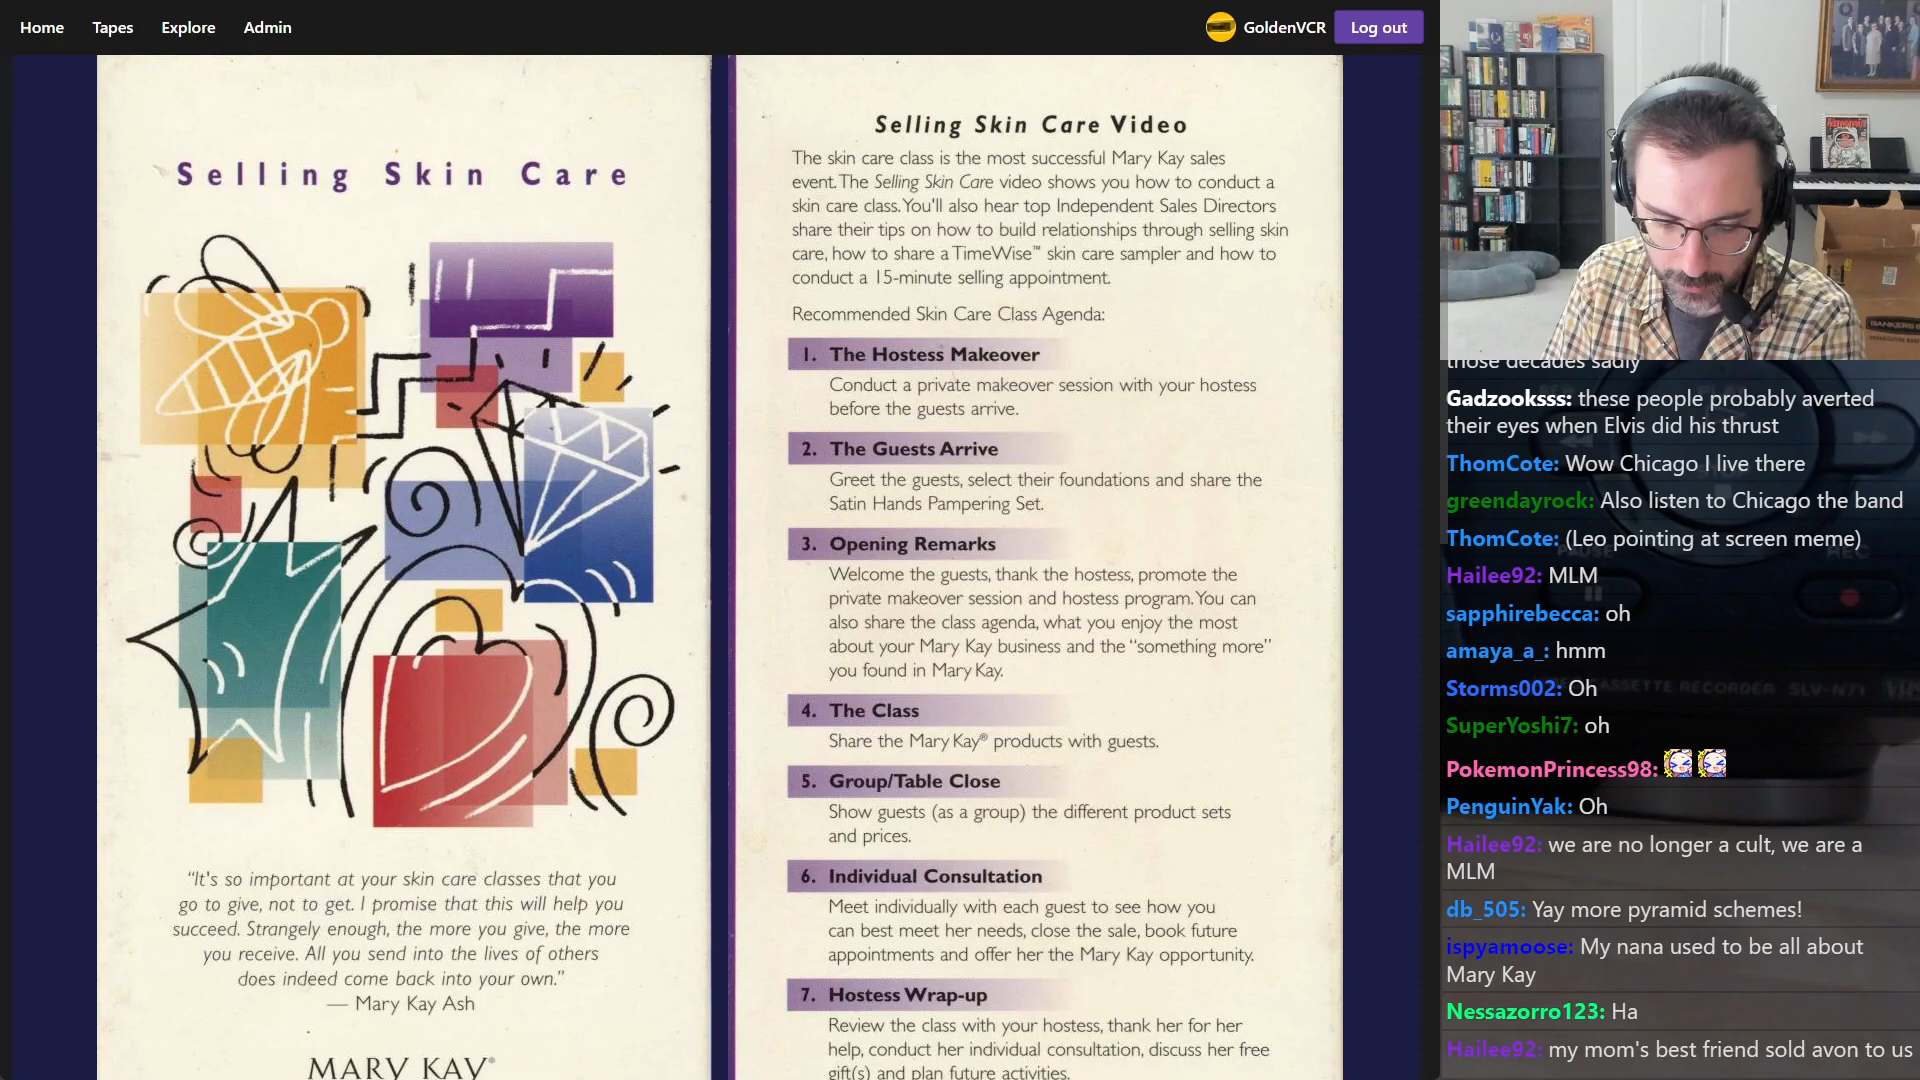 Home Tapes Explore Admin
GoldenVCR Log out
Selling Skin Care
"It's so important at your skin care classes that you
go to give, not to get. I promise that this will help you
succeed. Strangely enough, the more you give, the more
you receive. All you send into the lives of others
does indeed come back into your own."
— Mary Kay Ash
MARY KAY®
Selling Skin Care Video
The skin care class is the most successful Mary Kay sales
event. The Selling Skin Care video shows you how to conduct a
skin care class. You'll also hear top Independent Sales Directors
share their tips on how to build relationships through selling skin
care, how to share a TimeWise™ skin care sampler and how to
conduct a 15-minute selling appointment.
Recommended Skin Care Class Agenda:
1. The Hostess Makeover
Conduct a private makeover session with your hostess
before the guests arrive.
2. The Guests Arrive
Greet the guests, select their foundations and share the
Satin Hands Pampering Set.
3. Opening Remarks
Welcome the guests, thank the hostess, promote the
private makeover session and hostess program. You can
also share the class agenda, what you enjoy the most
about your Mary Kay business and the "something more"
you found in Mary Kay.
4. The Class
Share the Mary Kay® products with guests.
5. Group/Table Close
Show guests (as a group) the different product sets
and prices.
6. Individual Consultation
Meet individually with each guest to see how you
can best meet her needs, close the sale, book future
appointments and offer her the Mary Kay opportunity.
7. Hostess Wrap-up
Review the class with your hostess, thank her for her
help, conduct her individual consultation, discuss her free
gift(s) and plan future activities.
BANKERS
those decades sadly
Gadzooksss: these people probably averted
their eyes when Elvis did his thrust
ThomCote: Wow Chicago I live there
greendayrock: Also listen to Chicago the band
ThomCote: (Leo pointing at screen meme)
Hailee92: MLM
sapphirebecca: oh
amaya_a_: hmm
Storms002: Oh
SuperYoshi7: oh
PokemonPrincess98:
PenguinYak: Oh
Hailee92: we are no longer a cult, we are a
MLM
db_505: Yay more pyramid schemes!
ispyamoose: My nana used to be all about
Mary Kay
Nessazorro123: Ha
Hailee92: my mom's best friend sold avon to us
PAUSE
REC
CASSETTE RECORDER SLV-N71